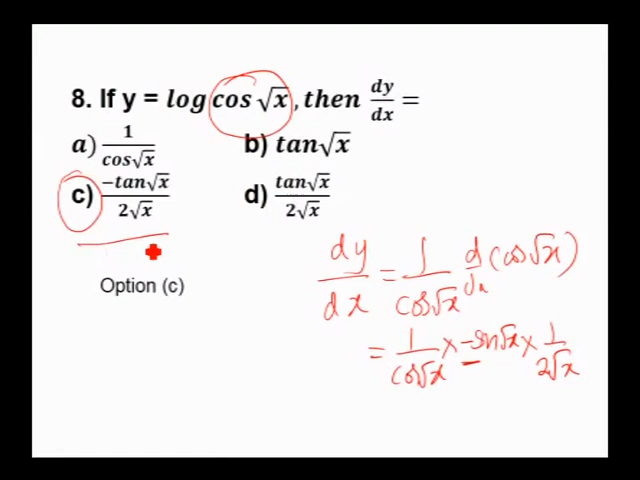 8. If y = log cos √x, then dy/dx =
a) 1/cos√x b) tan√x
c) -tan√x/2√x d) tan√x/2√x
Option (c)
dy/dx = 1/cos√x d/dx (cos√x)
= 1/cos√x × -sin√x × 1/2√x